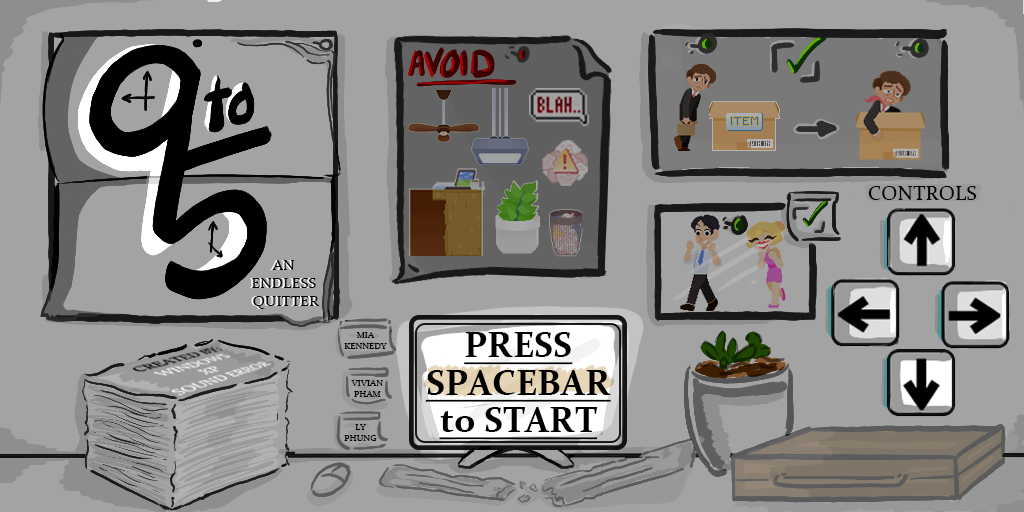 9 to
5
AN
ENDLESS
QUITTER
AVOID
BLAH..
ITEM
CONTROLS
MIA
KENNEDY
VIVIAN
PHAM
LY
PHUNG
PRESS
SPACEBAR
to START
CREATED BY:
WINDOWS
XP
SOUND ERROR